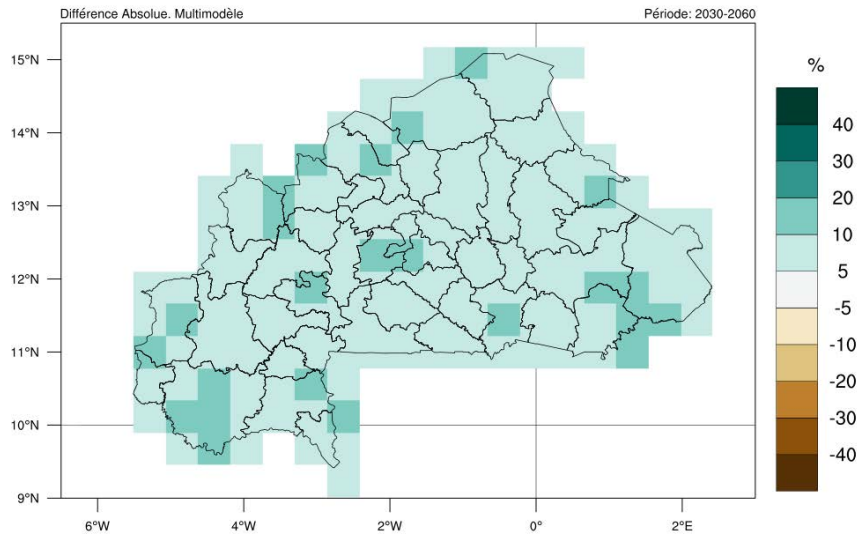 Différence Absolue. Multimodèle
Période: 2030-2060
%
15°N
14°N
13°N
12°N
11°N
10°N
9°N
40
30
20
10
5
-5
-10
-20
-30
-40
6°W
4°W
2°W
0°
2°E